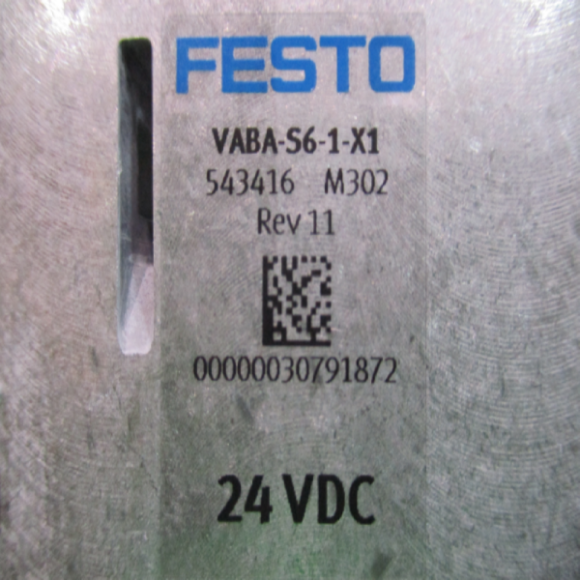 FESTO
VABA-S6-1-X1
543416 M302
Rev 11
00000030791872
24 VDC